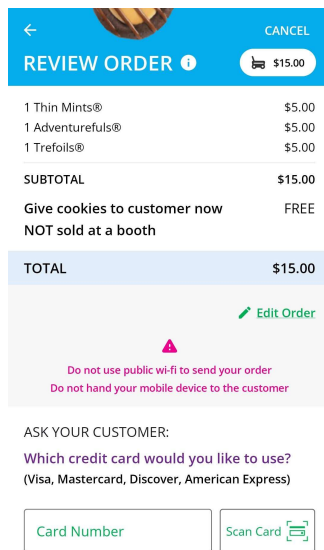 CANCEL
REVIEW ORDER
$15.00
1 Thin Mints® $5.00
1 Adventurefuls® $5.00
1 Trefoils® $5.00
SUBTOTAL $15.00
Give cookies to customer now FREE
NOT sold at a booth
TOTAL $15.00
Edit Order
Do not use public wi-fi to send your order
Do not hand your mobile device to the customer
ASK YOUR CUSTOMER:
Which credit card would you like to use?
(Visa, Mastercard, Discover, American Express)
Card Number Scan Card